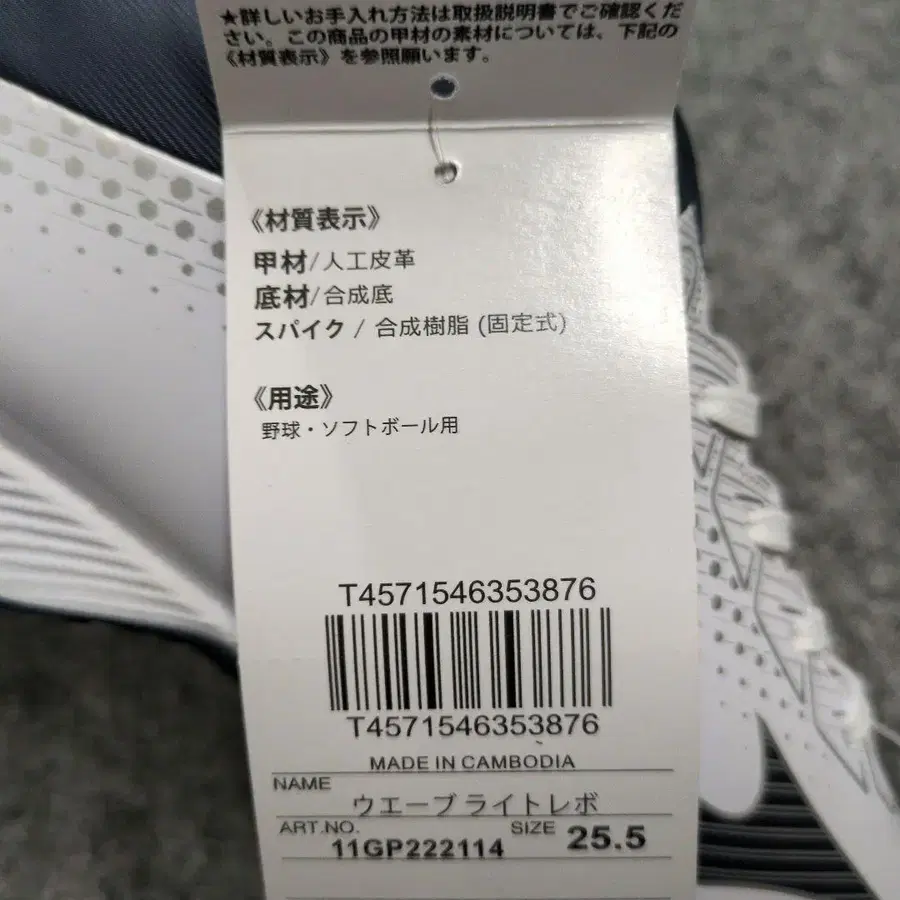 ★詳しいお手入れ方法は取扱説明書でご確認くだ
さい。この商品の甲材の素材については、下記の
《材質表示》を参照願います。
《材質表示》
甲材/人工皮革
底材/合成底
スパイク / 合成樹脂 (固定式)
《用途》
野球・ソフトボール用
T4571546353876
T4571546353876
MADE IN CAMBODIA
NAME
ウエーブライトレボ
ART.NO. SIZE
11GP222114 25.5